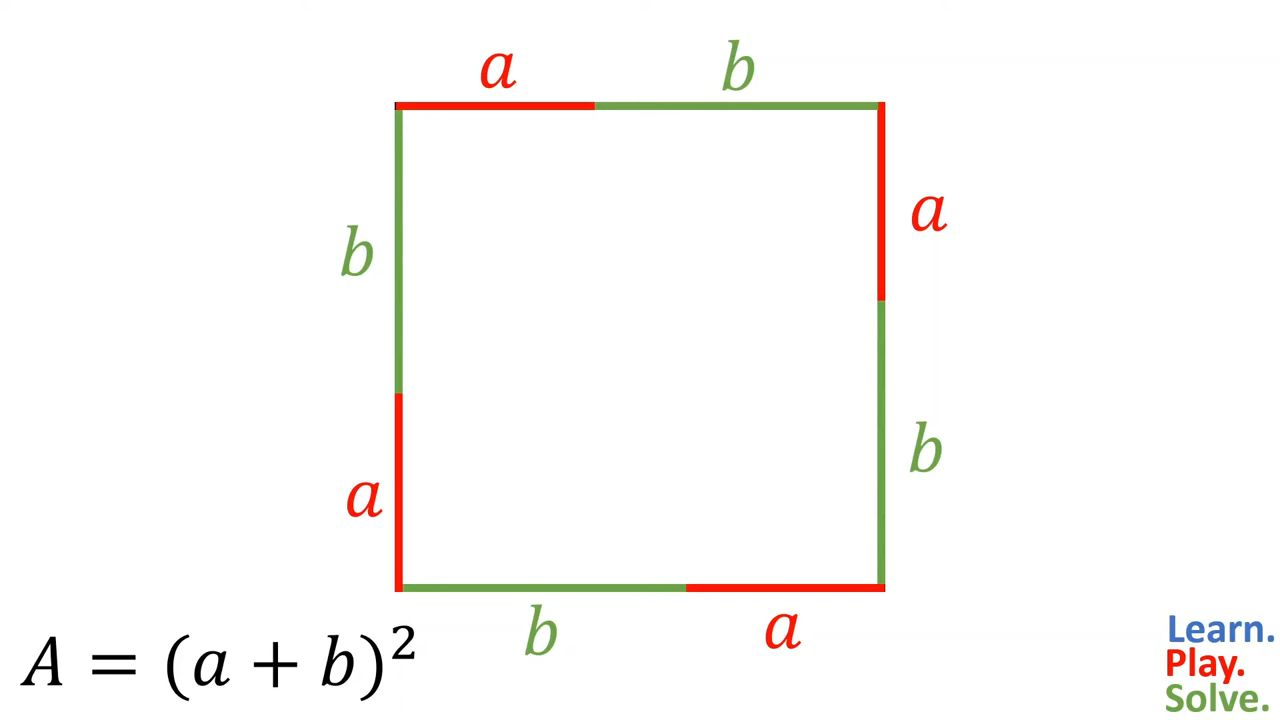 a b
a
b
b
a
b a
A = (a + b)²
Learn.
Play.
Solve.